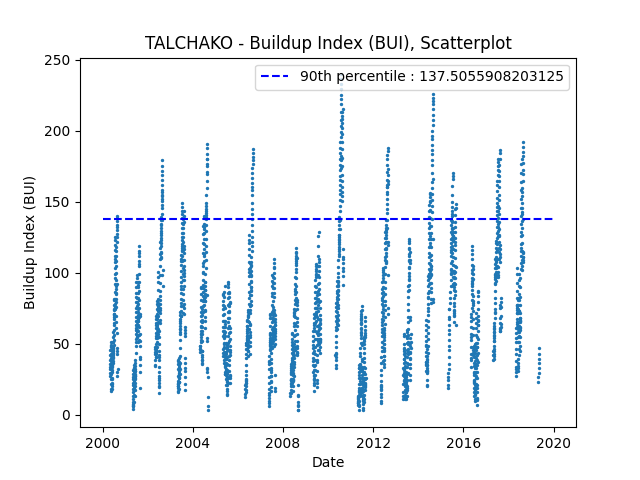 TALCHAKO - Buildup Index (BUI), Scatterplot
90th percentile : 137.5055908203125
250
200
150
100
50
0
Buildup Index (BUI)
2000 2004 2008 2012 2016 2020
Date